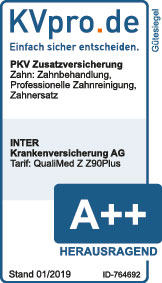 KVpro.de
Einfach sicher entscheiden.
Gütesiegel
PKV Zusatzversicherung
Zahn: Zahnbehandlung,
Professionelle Zahnreinigung,
Zahnersatz
INTER
Krankenversicherung AG
Tarif: QualiMed Z Z90Plus
A++
HERAUSRAGEND
Stand 01/2019
ID-764692